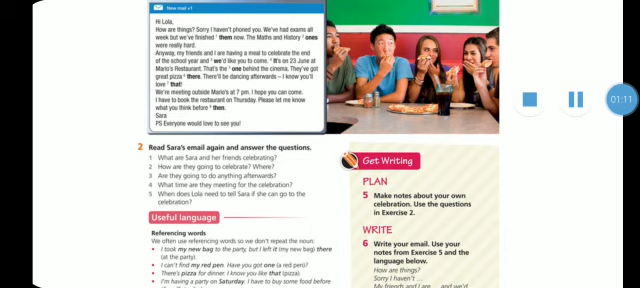 New mail +1
Hi Lola,
How are things? Sorry I haven't phoned you. We've had exams all
week but we've finished 1 them now. The Maths and History 2 ones
were really hard.
Anyway, my friends and I are having a meal to celebrate the end
of the school year and we'd like you to come. It's on 23 June at
Mario's Restaurant. That's the one behind the cinema. They've got
great pizza there. There'll be dancing afterwards – I know you'll
love that!
We're meeting outside Mario's at 7 pm. I hope you can come.
I have to book the restaurant on Thursday. Please let me know
what you think before then.
Sara
PS Everyone would love to see you!
2 Read Sara's email again and answer the questions.
1 What are Sara and her friends celebrating?
2 How are they going to celebrate? Where?
3 Are they going to do anything afterwards?
4 What time are they meeting for the celebration?
5 When does Lola need to tell Sara if she can go to the
celebration?
Useful language
Referencing words
We often use referencing words so we don't repeat the noun:
• I took my new bag to the party, but I left it (my new bag) there
(at the party).
• I can't find my red pen. Have you got one (a red pen)?
• There's pizza for dinner. I know you like that (pizza).
• I'm having a party on Saturday. I have to buy some food before
Get Writing
PLAN
5 Make notes about your own
celebration. Use the questions
in Exercise 2.
WRITE
6 Write your email. Use your
notes from Exercise 5 and the
language below.
How are things?
Sorry I haven't ...
My friends and I are ... and we'd
01:11